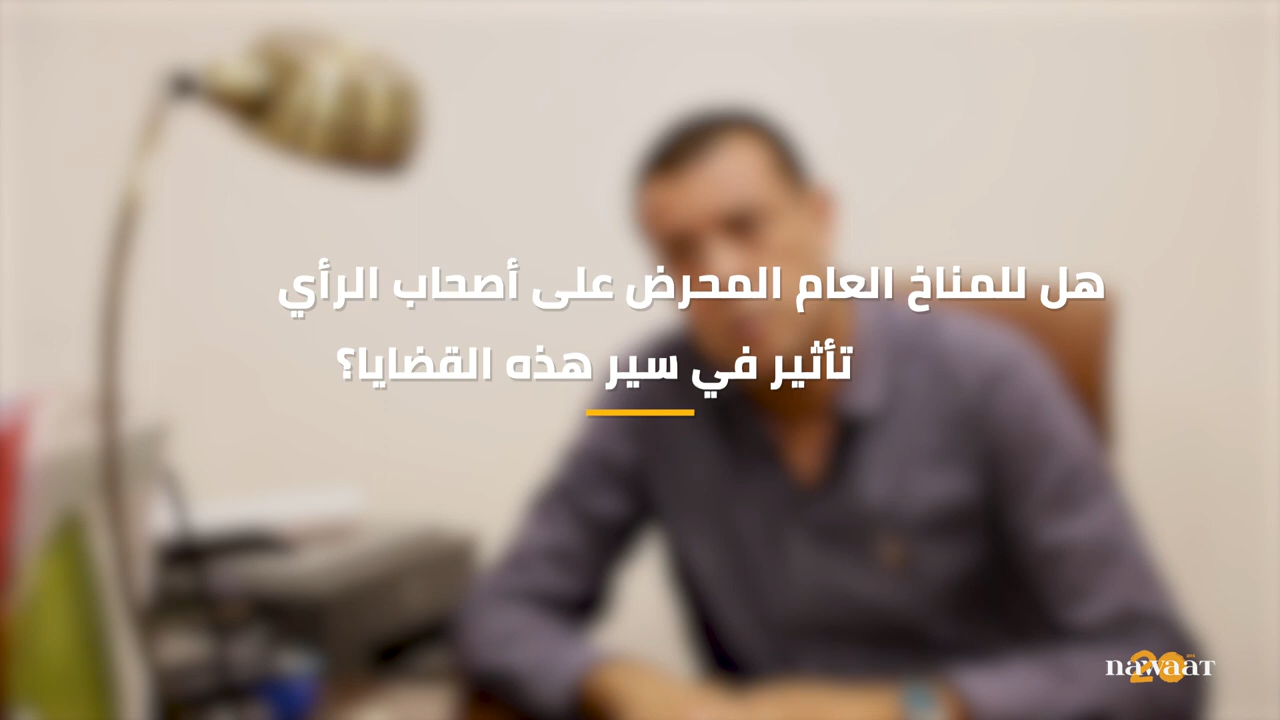 هل للمناخ العام المحرض على أصحاب الرأي
تأثير في سير هذه القضايا؟
nawaat
20